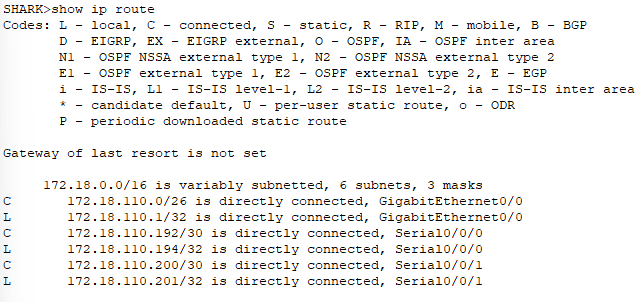 SHARK>show ip route
Codes: L - local, C - connected, S - static, R - RIP, M - mobile, B - BGP
D - EIGRP, EX - EIGRP external, O - OSPF, IA - OSPF inter area
N1 - OSPF NSSA external type 1, N2 - OSPF NSSA external type 2
E1 - OSPF external type 1, E2 - OSPF external type 2, E - EGP
i - IS-IS, L1 - IS-IS level-1, L2 - IS-IS level-2, ia - IS-IS inter area
* - candidate default, U - per-user static route, o - ODR
P - periodic downloaded static route
Gateway of last resort is not set
172.18.0.0/16 is variably subnetted, 6 subnets, 3 masks
C 172.18.110.0/26 is directly connected, GigabitEthernet0/0
L 172.18.110.1/32 is directly connected, GigabitEthernet0/0
C 172.18.110.192/30 is directly connected, Serial0/0/0
L 172.18.110.194/32 is directly connected, Serial0/0/0
C 172.18.110.200/30 is directly connected, Serial0/0/1
L 172.18.110.201/32 is directly connected, Serial0/0/1